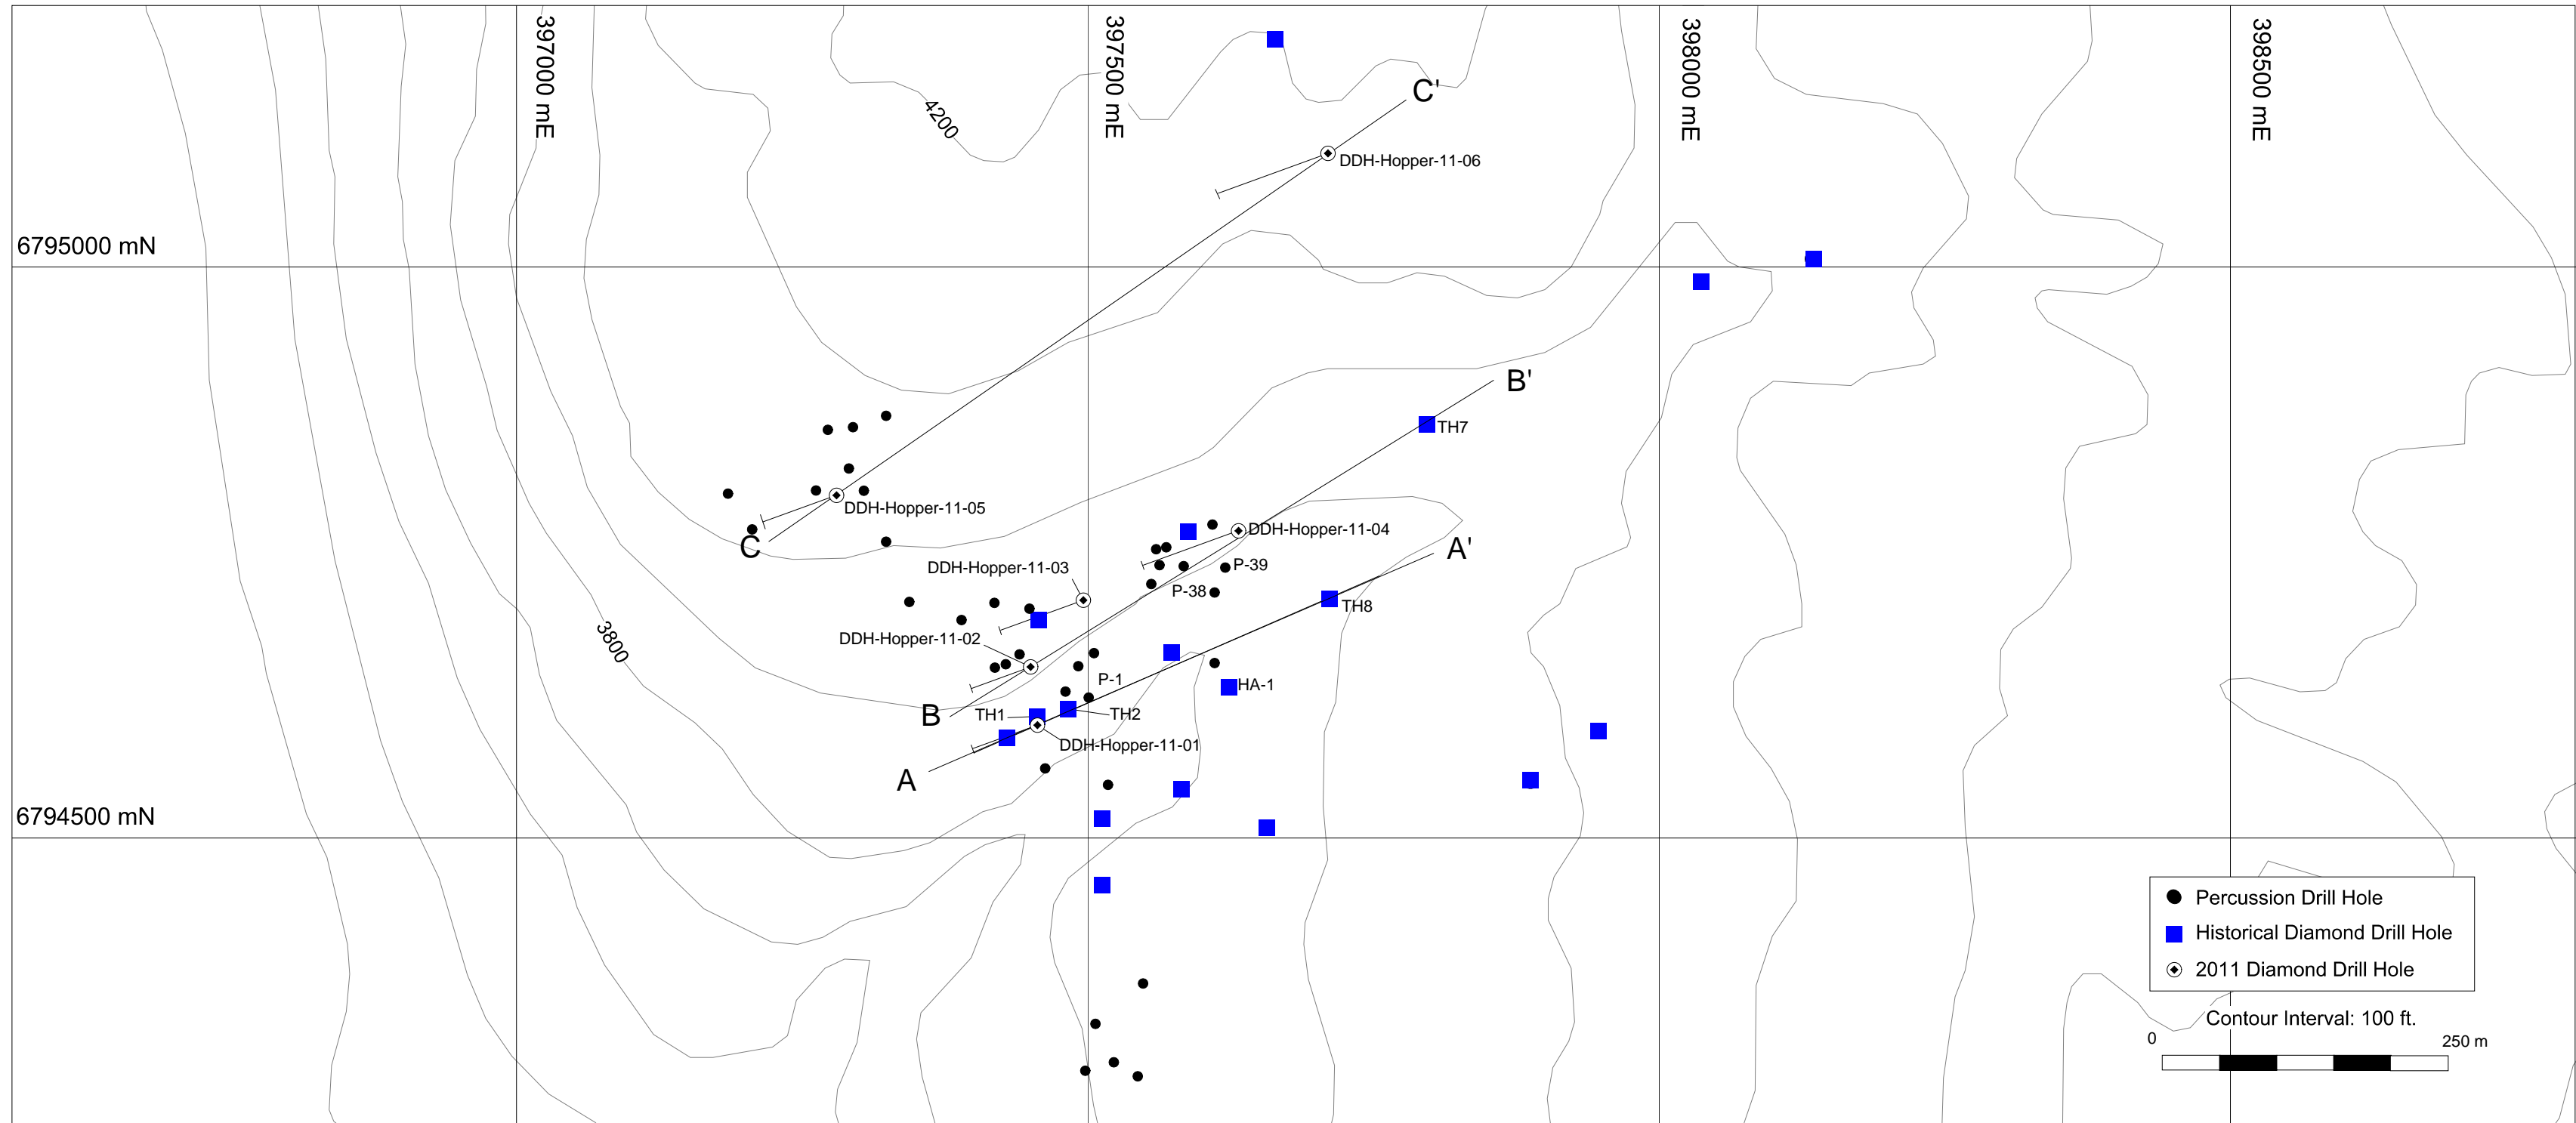 397000 mE
397500 mE
398000 mE
398500 mE
C'
4200
DDH-Hopper-11-06
6795000 mN
B'
TH7
DDH-Hopper-11-05
DDH-Hopper-11-04
C
A'
DDH-Hopper-11-03
P-39
P-38
TH8
3800
DDH-Hopper-11-02
P-1
HA-1
B
TH1
TH2
DDH-Hopper-11-01
A
6794500 mN
Percussion Drill Hole
Historical Diamond Drill Hole
2011 Diamond Drill Hole
Contour Interval: 100 ft.
0
250 m